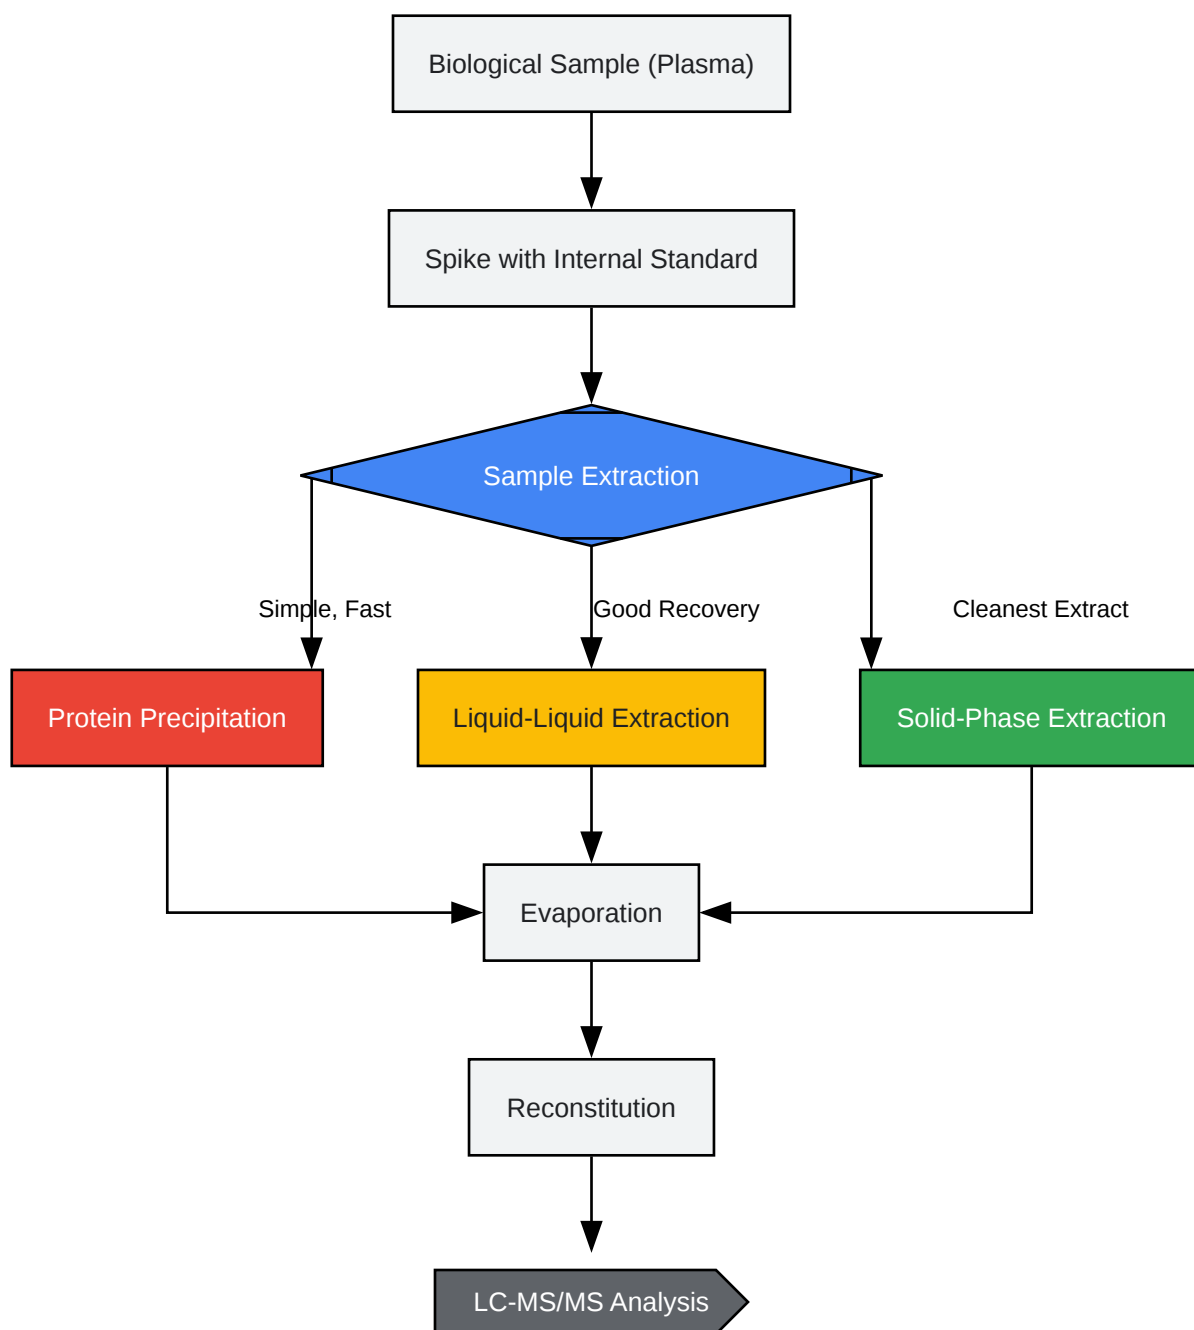 Biological Sample (Plasma)
Spike with Internal Standard
Sample Extraction
Simple, Fast
Good Recovery
Cleanest Extract
Protein Precipitation
Liquid-Liquid Extraction
Solid-Phase Extraction
Evaporation
Reconstitution
LC-MS/MS Analysis